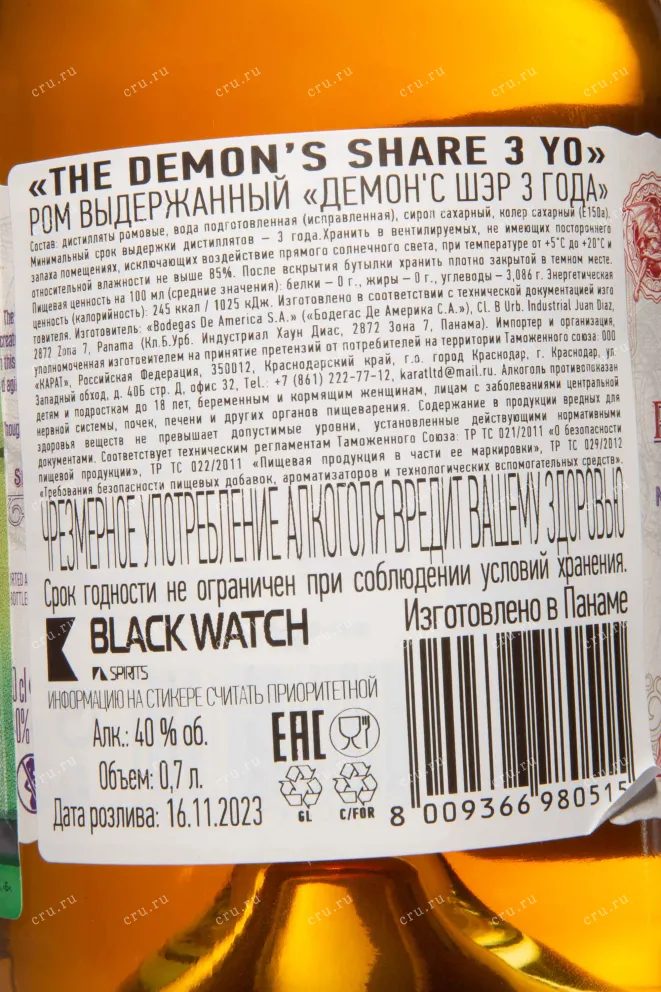 «THE DEMON’S SHARE 3 YO»
РОМ ВЫДЕРЖАННЫЙ «ДЕМОН'С ШЭР 3 ГОДА»
Состав: дистилляты ромовые, вода подготовленная (исправленная), сироп сахарный, колер сахарный (Е150а).
Минимальный срок выдержки дистиллятов – 3 года.Хранить в вентилируемых, не имеющих постороннего
запаха помещениях, исключающих воздействие прямого солнечного света, при температуре от +5°С до +20°С и
относительной влажности не выше 85%. После вскрытия бутылки хранить плотно закрытой в темном месте.
Пищевая ценность на 100 мл (средние значения): белки – 0 г., жиры – 0 г., углеводы – 3,086 г. Энергетическая
ценность (калорийность): 245 ккал / 1025 кДж. Изготовлено в соответствии с технической документацией изго
товителя. Изготовитель: «Bodegas De America S.A.» («Бодегас Де Америка С.А.»), Cl. B Urb. Industrial Juan Diaz,
2872 Zona 7, Panama (Кл.Б.Урб. Индустриал Хаун Диас, 2872 Зона 7, Панама). Импортер и организация,
уполномоченная изготовителем на принятие претензий от потребителей на территории Таможенного союза: ООО
«КАРАТ», Российская Федерация, 350012, Краснодарский край, г.о. город Краснодар, г. Краснодар, ул.
Западный обход, д. 40Б стр. Д, офис 32, Tel.: +7 (861) 222-77-12, karatltd@mail.ru. Алкоголь противопоказан
детям и подросткам до 18 лет, беременным и кормящим женщинам, лицам с заболеваниями центральной
нервной системы, почек, печени и других органов пищеварения. Содержание в продукции вредных для
здоровья веществ не превышает допустимые уровни, установленные действующими нормативными
документами. Соответствует техническим регламентам Таможенного Союза: ТР ТС 021/2011 «О безопасности
пищевой продукции», ТР ТС 022/2011 «Пищевая продукция в части ее маркировки», ТР ТС 029/2012
«Требования безопасности пищевых добавок, ароматизаторов и технологических вспомогательных средств».
ЧРЕЗМЕРНОЕ УПОТРЕБЛЕНИЕ АЛКОГОЛЯ ВРЕДИТ ВАШЕМУ ЗДОРОВЬЮ
Срок годности не ограничен при соблюдении условий хранения.
BLACK WATCH
SPIRITS
Изготовлено в Панаме
ИНФОРМАЦИЮ НА СТИКЕРЕ СЧИТАТЬ ПРИОРИТЕТНОЙ
Алк.: 40 % об.
Объем: 0,7 л.
Дата розлива: 16.11.2023
EAC
GL
C/FOR
8 009366 980515
cru.ru